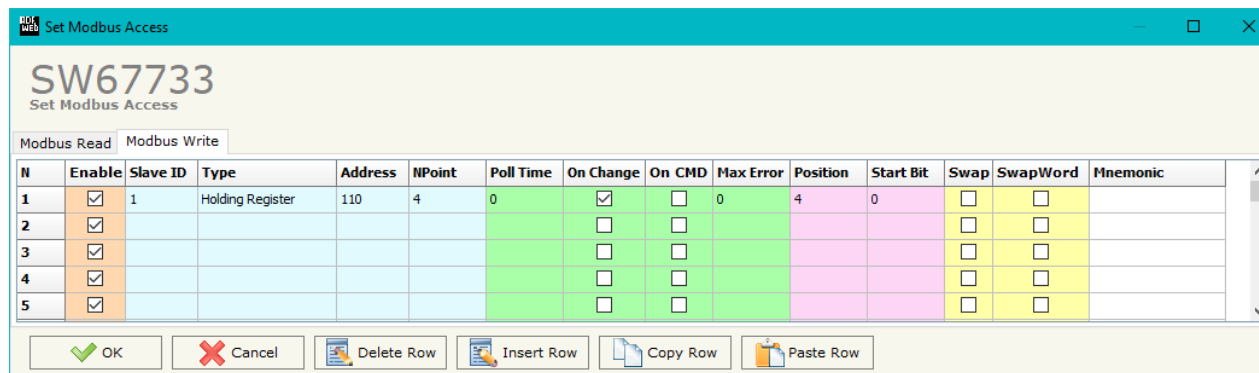 ADF WEB Set Modbus Access
SW67733
Set Modbus Access
Modbus Read Modbus Write
N Enable Slave ID Type Address NPoint Poll Time On Change On CMD Max Error Position Start Bit Swap SwapWord Mnemonic
1 1 Holding Register 110 4 0 0 4 0
2
3
4
5
OK Cancel Delete Row Insert Row Copy Row Paste Row